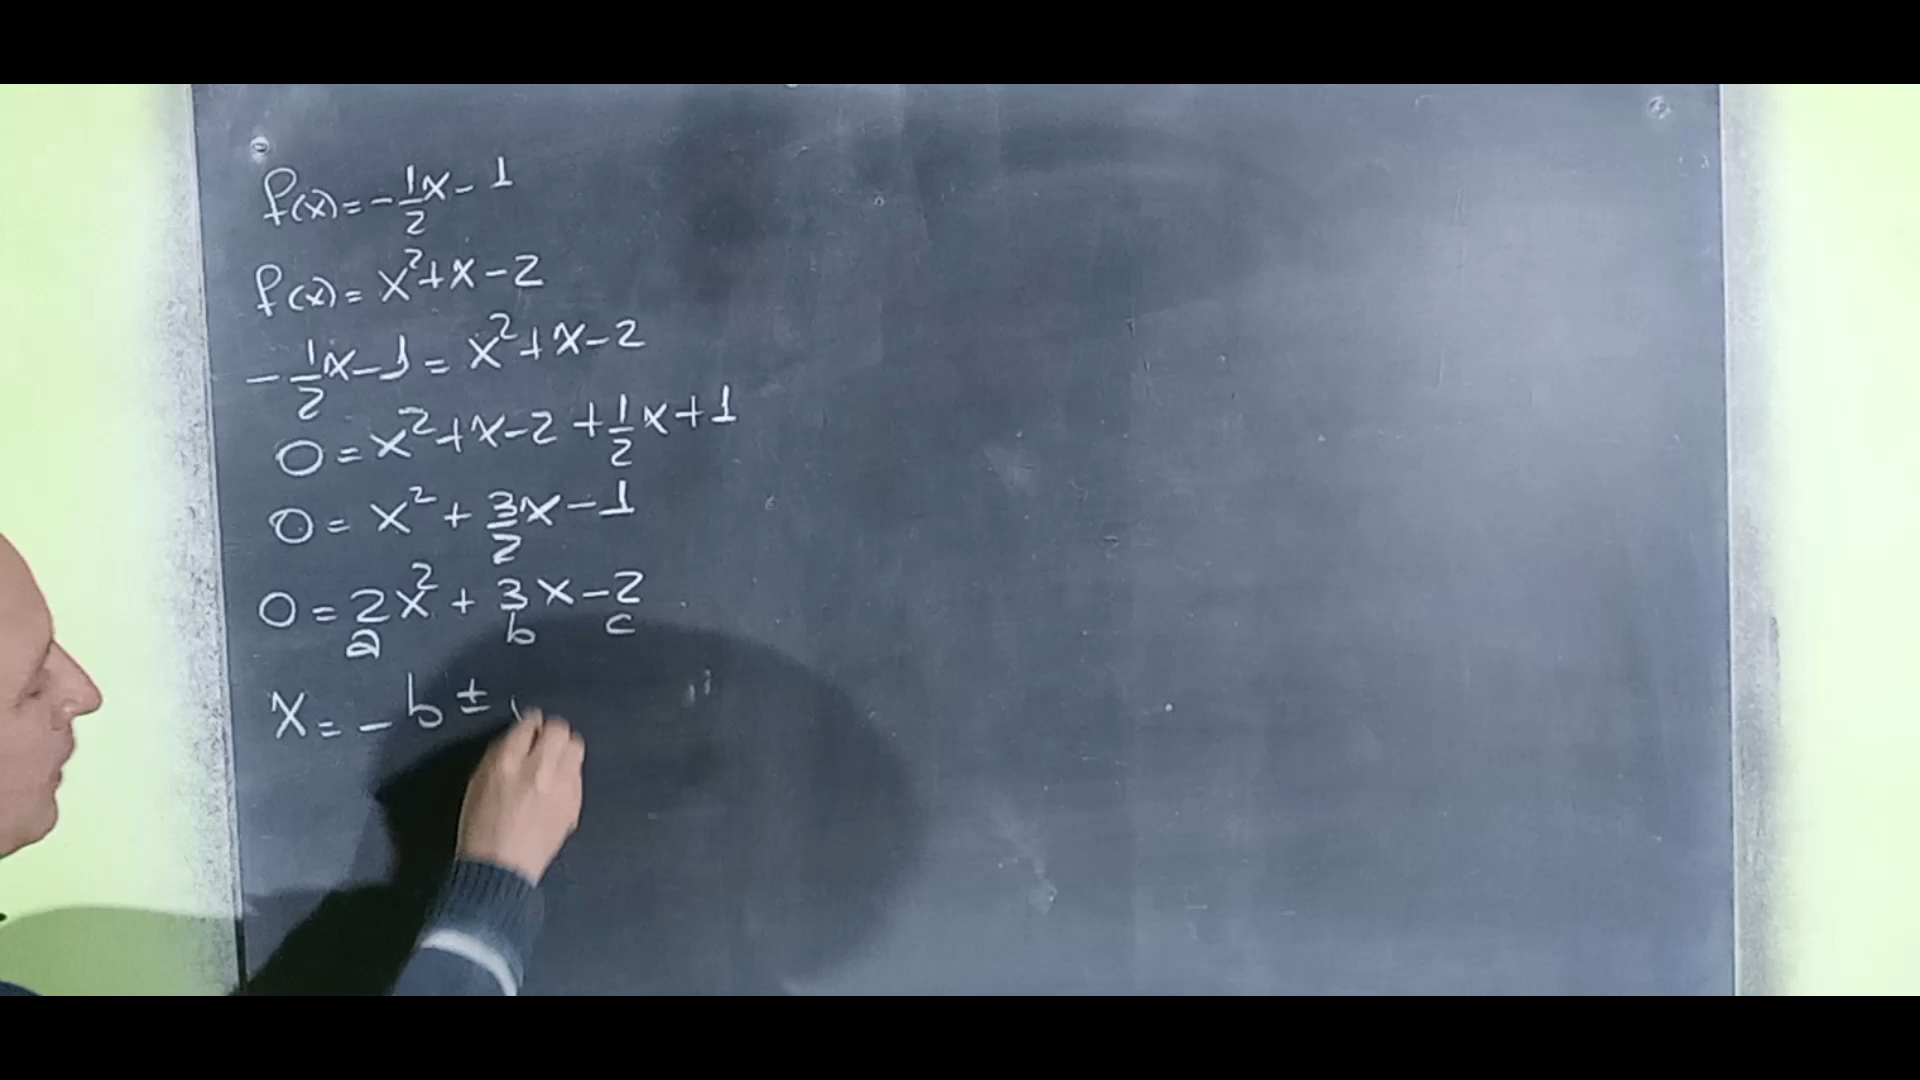 f(x) = -1/2x - 1
f(x) = x² + x - 2
-1/2x - 1 = x² + x - 2
0 = x² + x - 2 + 1/2x + 1
0 = x² + 3/2x - 1
0 = 2x² + 3x - 2
a b c
x = -b ±